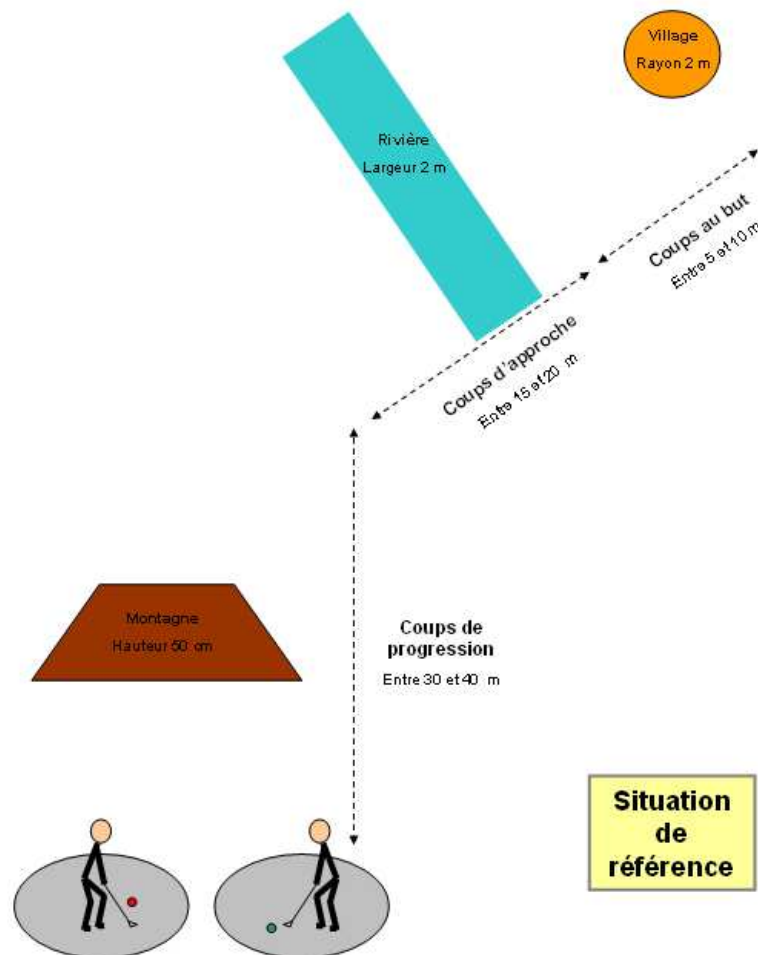 Village
Rayon 2 m
Rivière
Largeur 2 m
Coups au but
Entre 5 et 10 m
Coups d'approche
Entre 15 et 20 m
Montagne
Hauteur 50 cm
Coups de
progression
Entre 30 et 40 m
Situation
de
référence